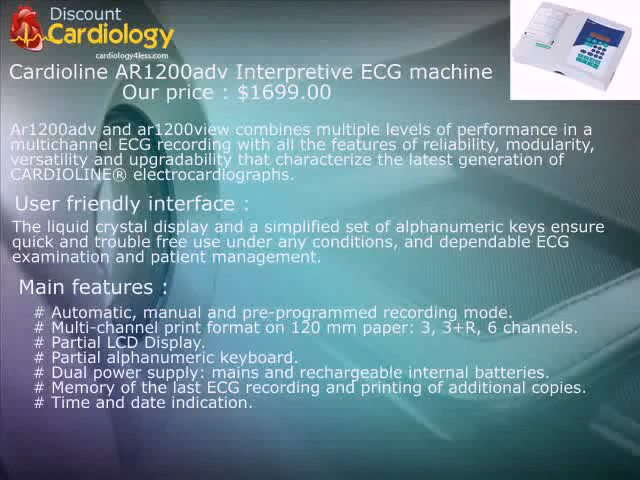 Discount
Cardiology
cardiology4less.com
Cardioline AR1200adv Interpretive ECG machine
Our price : $1699.00
Ar1200adv and ar1200view combines multiple levels of performance in a
multichannel ECG recording with all the features of reliability, modularity,
versatility and upgradability that characterize the latest generation of
CARDIOLINE® electrocardiographs.
User friendly interface :
The liquid crystal display and a simplified set of alphanumeric keys ensure
quick and trouble free use under any conditions, and dependable ECG
examination and patient management.
Main features :
# Automatic, manual and pre-programmed recording mode.
# Multi-channel print format on 120 mm paper: 3, 3+R, 6 channels.
# Partial LCD Display.
# Partial alphanumeric keyboard.
# Dual power supply: mains and rechargeable internal batteries.
# Memory of the last ECG recording and printing of additional copies.
# Time and date indication.